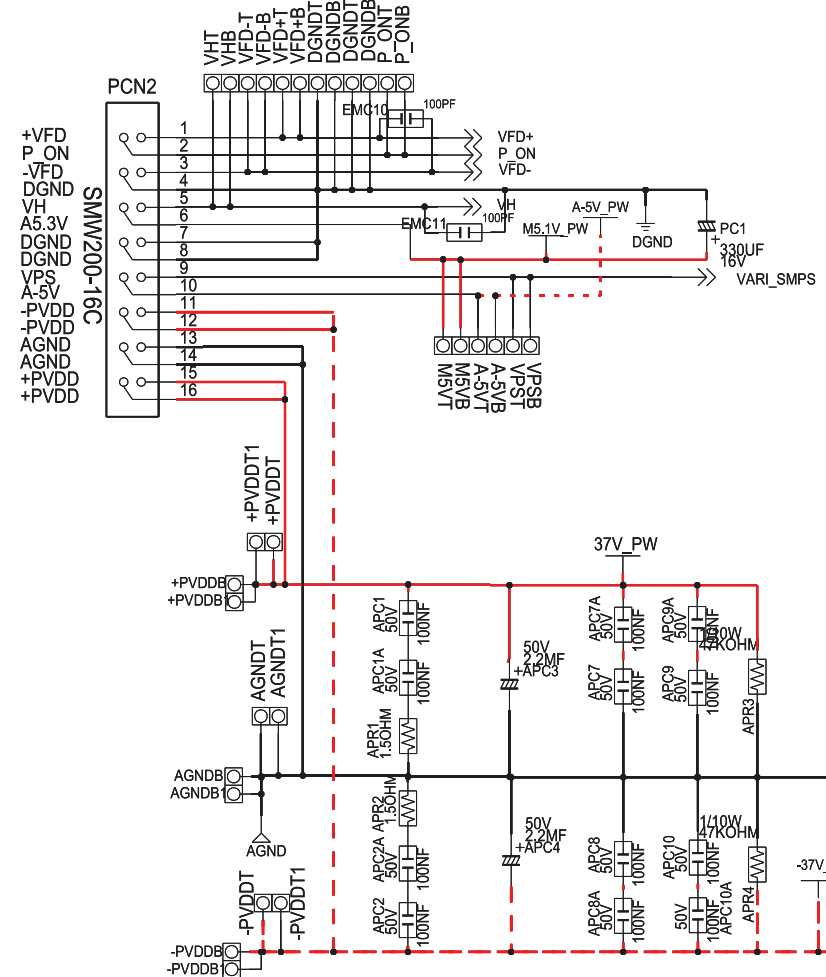 VHT
VHB
VFD-T
VFD-B
VFD+T
VFD+B
DGNDT
DGNDB
DGNDT
DGNDB
P_ONT
P_ONB
PCN2
EMC10
100PF
+VFD
P_ON
-VFD
DGND
VH
A5.3V
DGND
DGND
VPS
A-5V
-PVDD
-PVDD
AGND
AGND
+PVDD
+PVDD
SMW200-16C
1
2
3
4
5
6
7
8
9
10
11
12
13
14
15
16
VFD+
P_ON
VFD-
VH
EMC11
100PF
A-5V_PW
M5.1V_PW
DGND
PC1
+
330UF
16V
VARI_SMPS
M5VT
M5VB
A-5VT
A-5VB
VPST
VPSB
+PVDDT1
+PVDDT
+PVDDB
+PVDDB1
37V_PW
APC1
50V
100NF
APC1A
50V
100NF
APR1
1.5OHM
50V
2.2MF
+APC3
APC7A
50V
100NF
APC7
50V
100NF
APC9A
50V
100NF
APC9
50V
100NF
1/10W
47KOHM
APR3
AGNDT
AGNDT1
AGNDB
AGNDB1
AGND
APR2
1.5OHM
APC2A
50V
100NF
APC2
50V
100NF
50V
2.2MF
+APC4
APC8
50V
100NF
APC8A
50V
100NF
APC10
50V
100NF
50V
100NF
APC10A
1/10W
47KOHM
APR4
-37V_
-PVDDT
-PVDDT1
-PVDDB
-PVDDB1